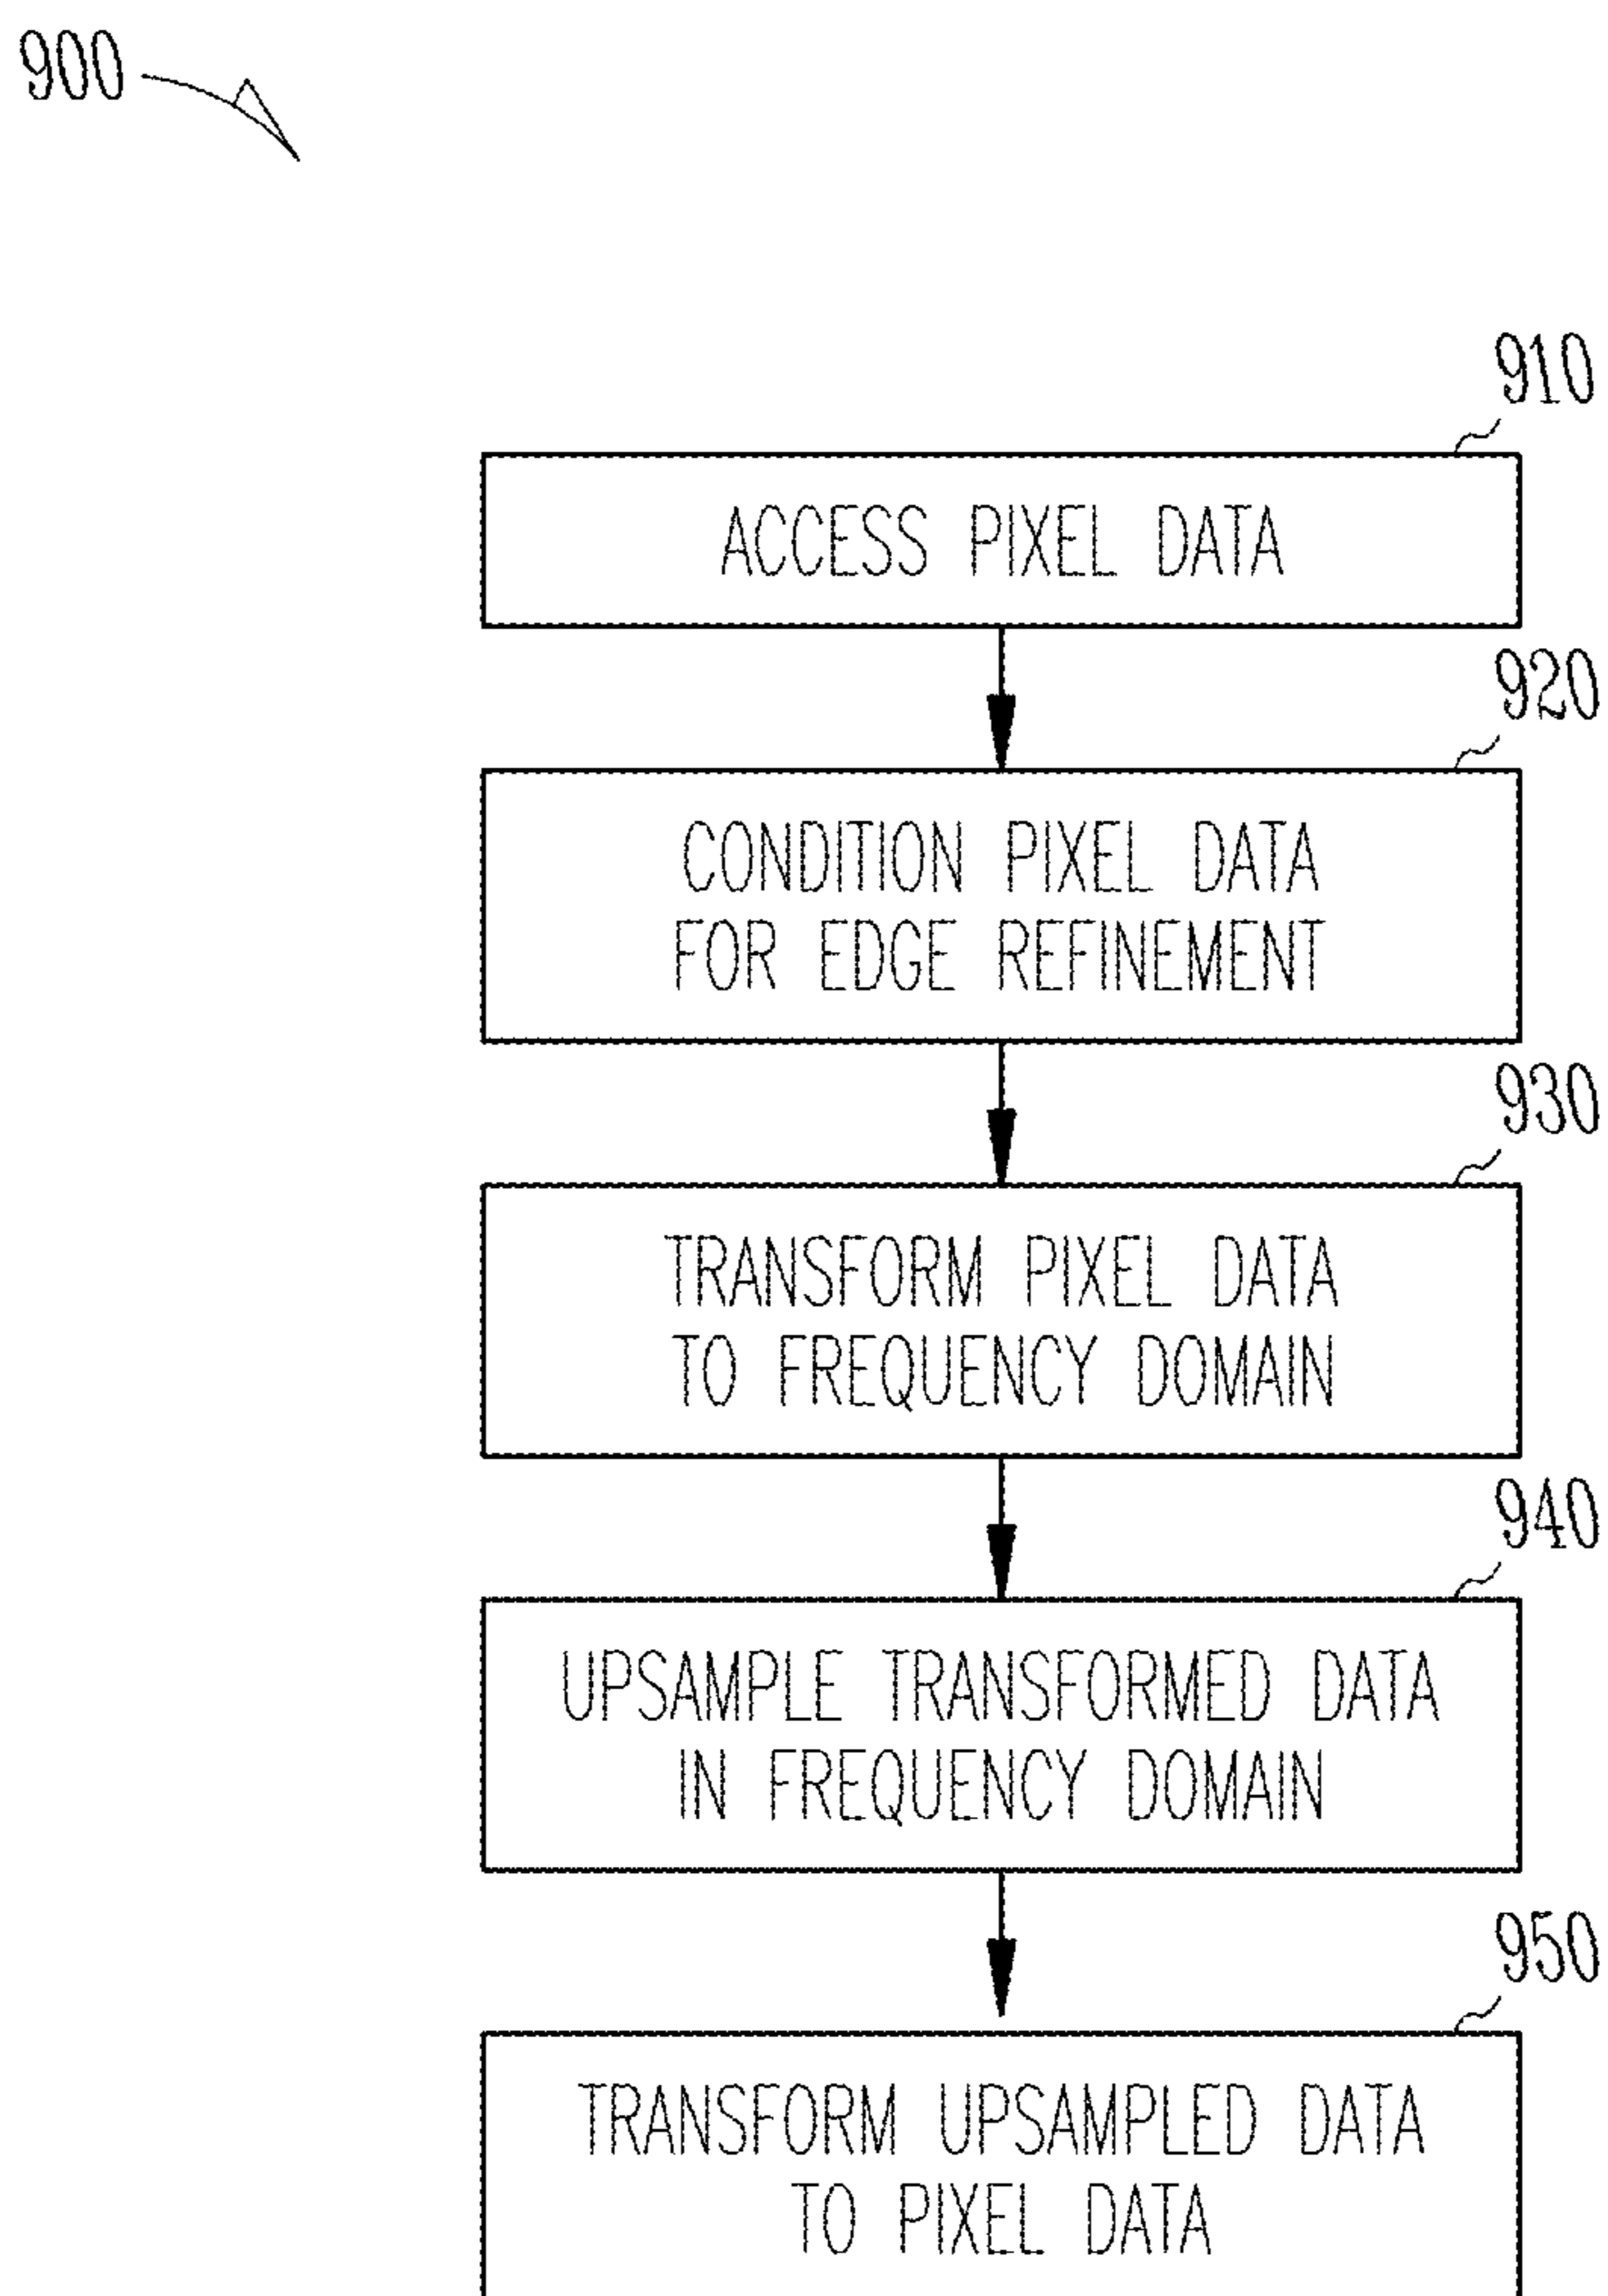 900
910
ACCESS PIXEL DATA
920
CONDITION PIXEL DATA
FOR EDGE REFINEMENT
930
TRANSFORM PIXEL DATA
TO FREQUENCY DOMAIN
940
UPSAMPLE TRANSFORMED DATA
IN FREQUENCY DOMAIN
950
TRANSFORM UPSAMPLED DATA
TO PIXEL DATA